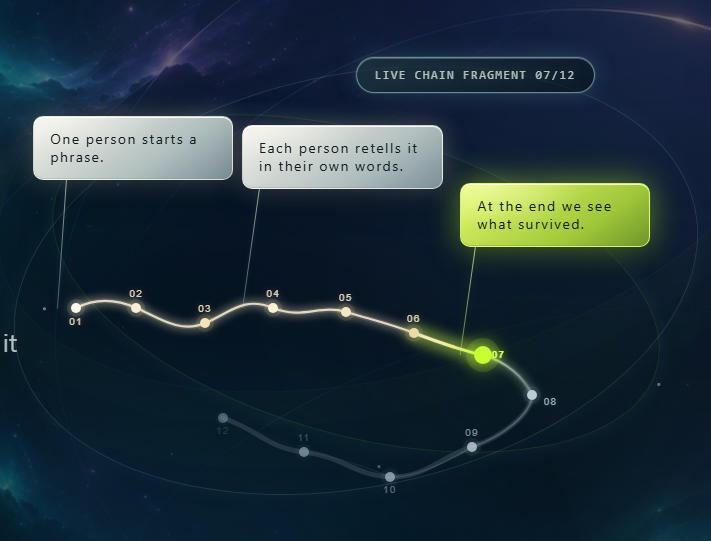 LIVE CHAIN FRAGMENT 07/12
One person starts a
phrase.
Each person retells it
in their own words.
At the end we see
what survived.
01
02
03
04
05
06
07
it
08
09
10
11
12